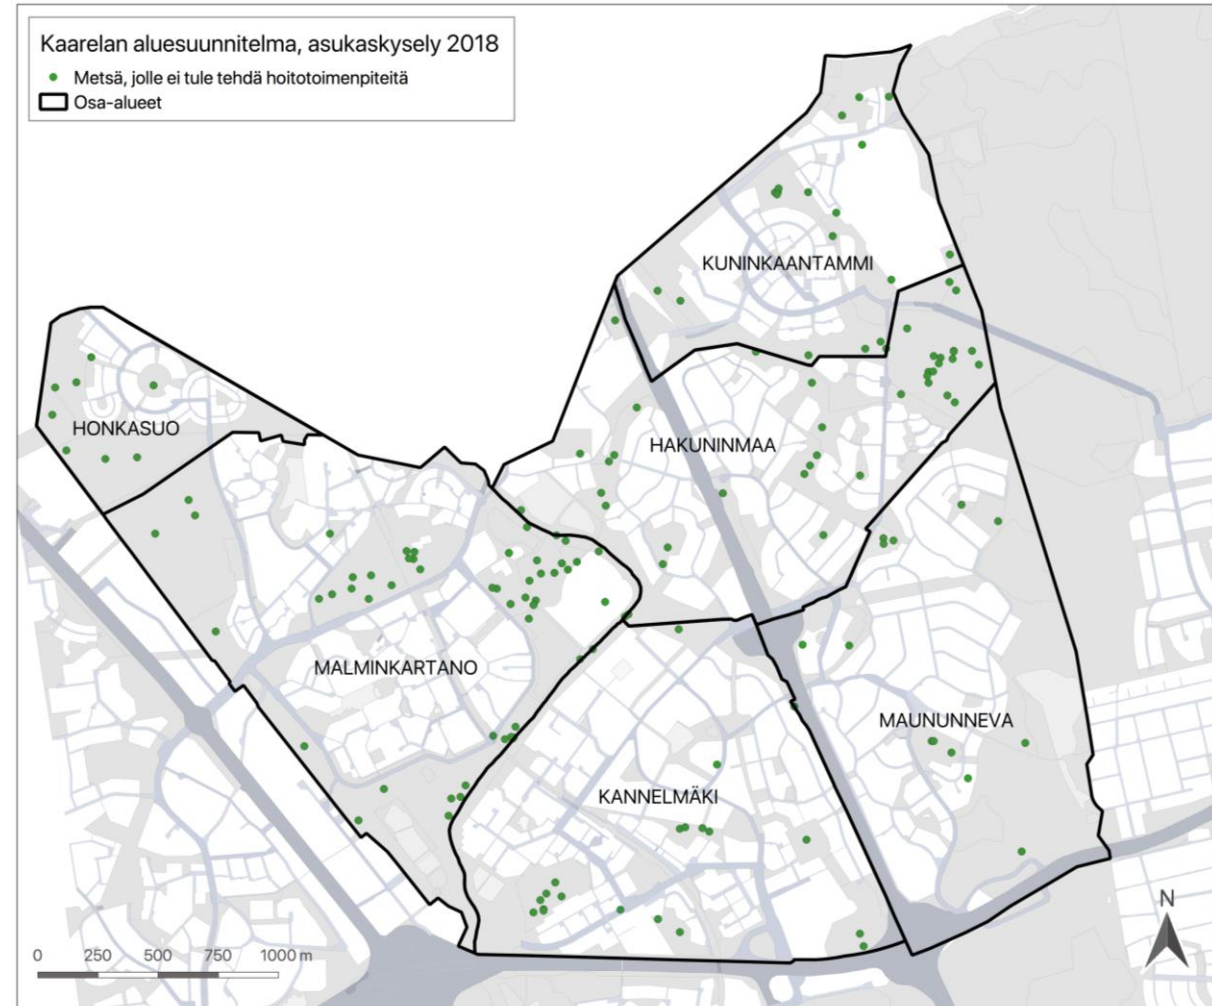 Kaarelan aluesuunnitelma, asukaskysely 2018
Metsä, jolle ei tule tehdä hoitotoimenpiteitä
Osa-alueet
KUNINKAANTAMMI
HONKASUO
HAKUNINMAA
MALMINKARTANO
MAUNUNNEVA
KANNELMÄKI
N
0 250 500 750 1000 m